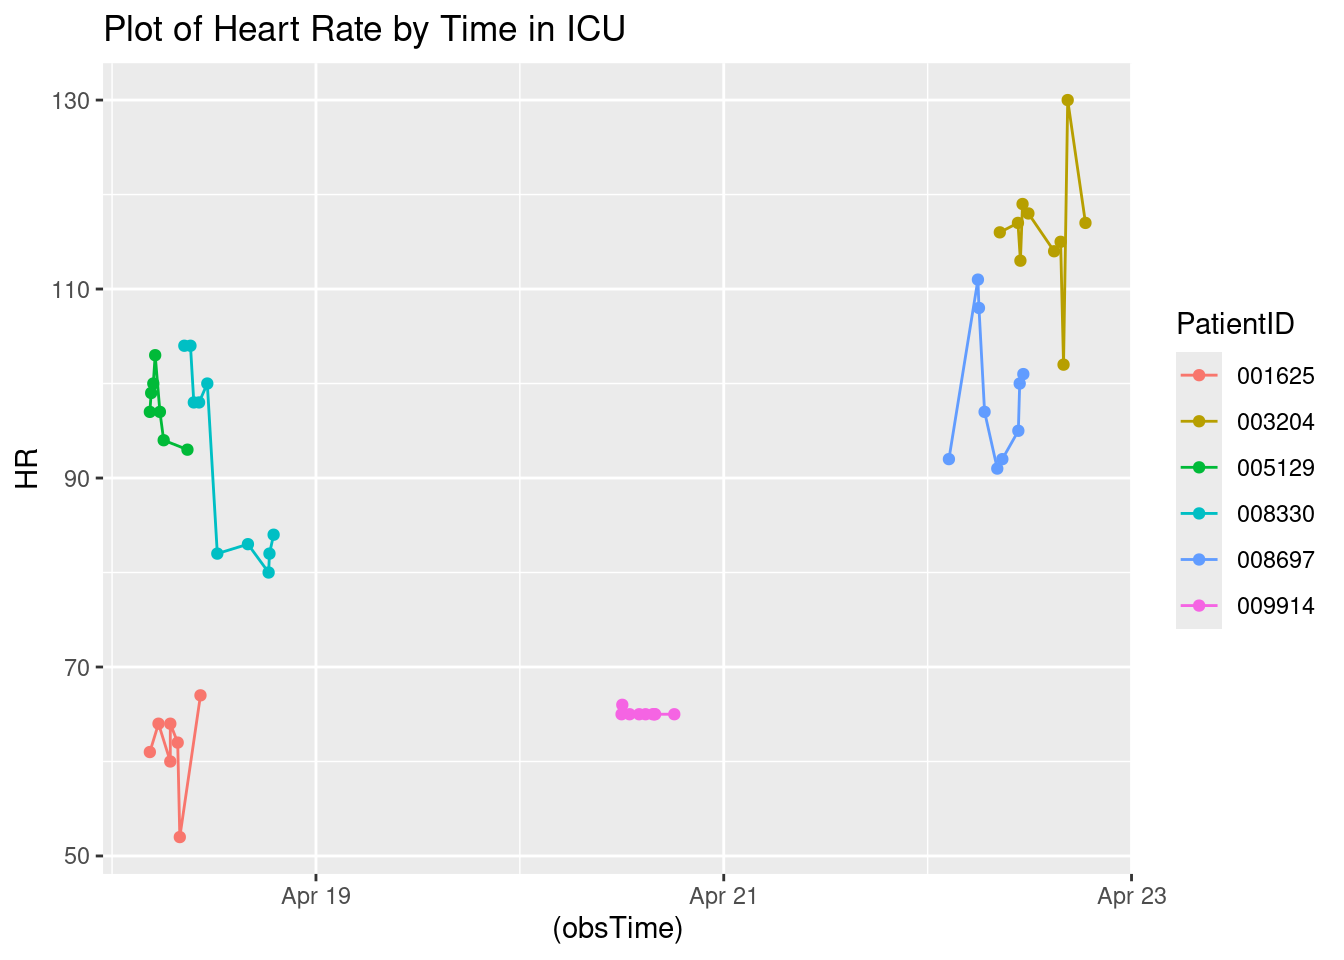 Plot of Heart Rate by Time in ICU
130
110
90
70
50
HR
Apr 19
Apr 21
Apr 23
(obsTime)
PatientID
001625
003204
005129
008330
008697
009914